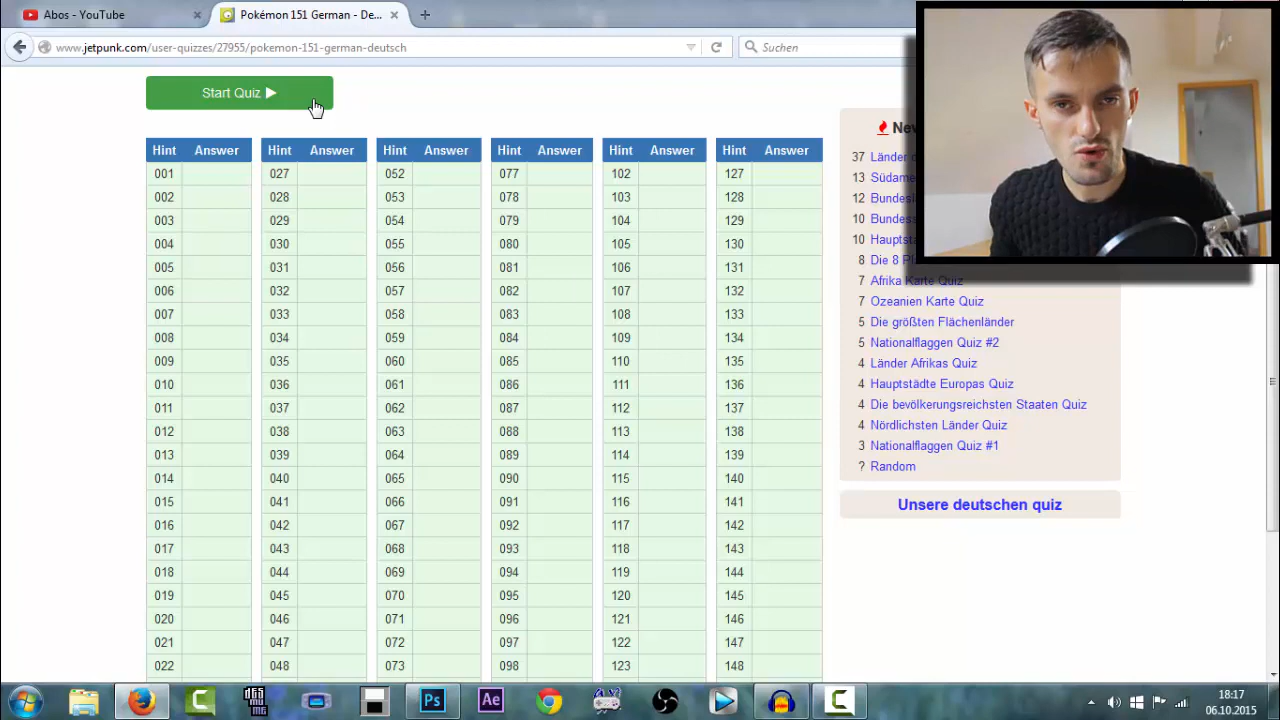 Abos - YouTube
Pokémon 151 German - De...
www.jetpunk.com/user-quizzes/27955/pokemon-151-german-deutsch
Suchen
Start Quiz
Hint Answer Hint Answer Hint Answer Hint Answer Hint Answer Hint Answer
001 027 052 077 102 127
002 028 053 078 103 128
003 029 054 079 104 129
004 030 055 080 105 130
005 031 056 081 106 131
006 032 057 082 107 132
007 033 058 083 108 133
008 034 059 084 109 134
009 035 060 085 110 135
010 036 061 086 111 136
011 037 062 087 112 137
012 038 063 088 113 138
013 039 064 089 114 139
014 040 065 090 115 140
015 041 066 091 116 141
016 042 067 092 117 142
017 043 068 093 118 143
018 044 069 094 119 144
019 045 070 095 120 145
020 046 071 096 121 146
021 047 072 097 122 147
022 048 073 098 123 148
37 Länder
13 Südame
12 Bundesl
10 Bundess
10 Hauptstä
8 Die 8 Pl
7 Afrika Karte Quiz
7 Ozeanien Karte Quiz
5 Die größten Flächenländer
5 Nationalflaggen Quiz #2
4 Länder Afrikas Quiz
4 Hauptstädte Europas Quiz
4 Die bevölkerungsreichsten Staaten Quiz
4 Nördlichsten Länder Quiz
3 Nationalflaggen Quiz #1
? Random
Unsere deutschen quiz
Ps
Ae
18:17
06.10.2015